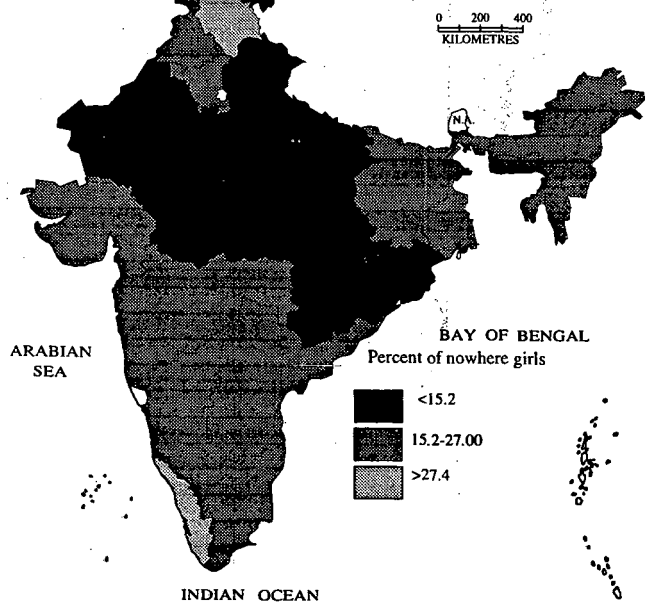 0 200 400
KILOMETRES
N.A.
BAY OF BENGAL
ARABIAN
SEA
Percent of nowhere girls
<15.2
15.2-27.00
>27.4
INDIAN OCEAN